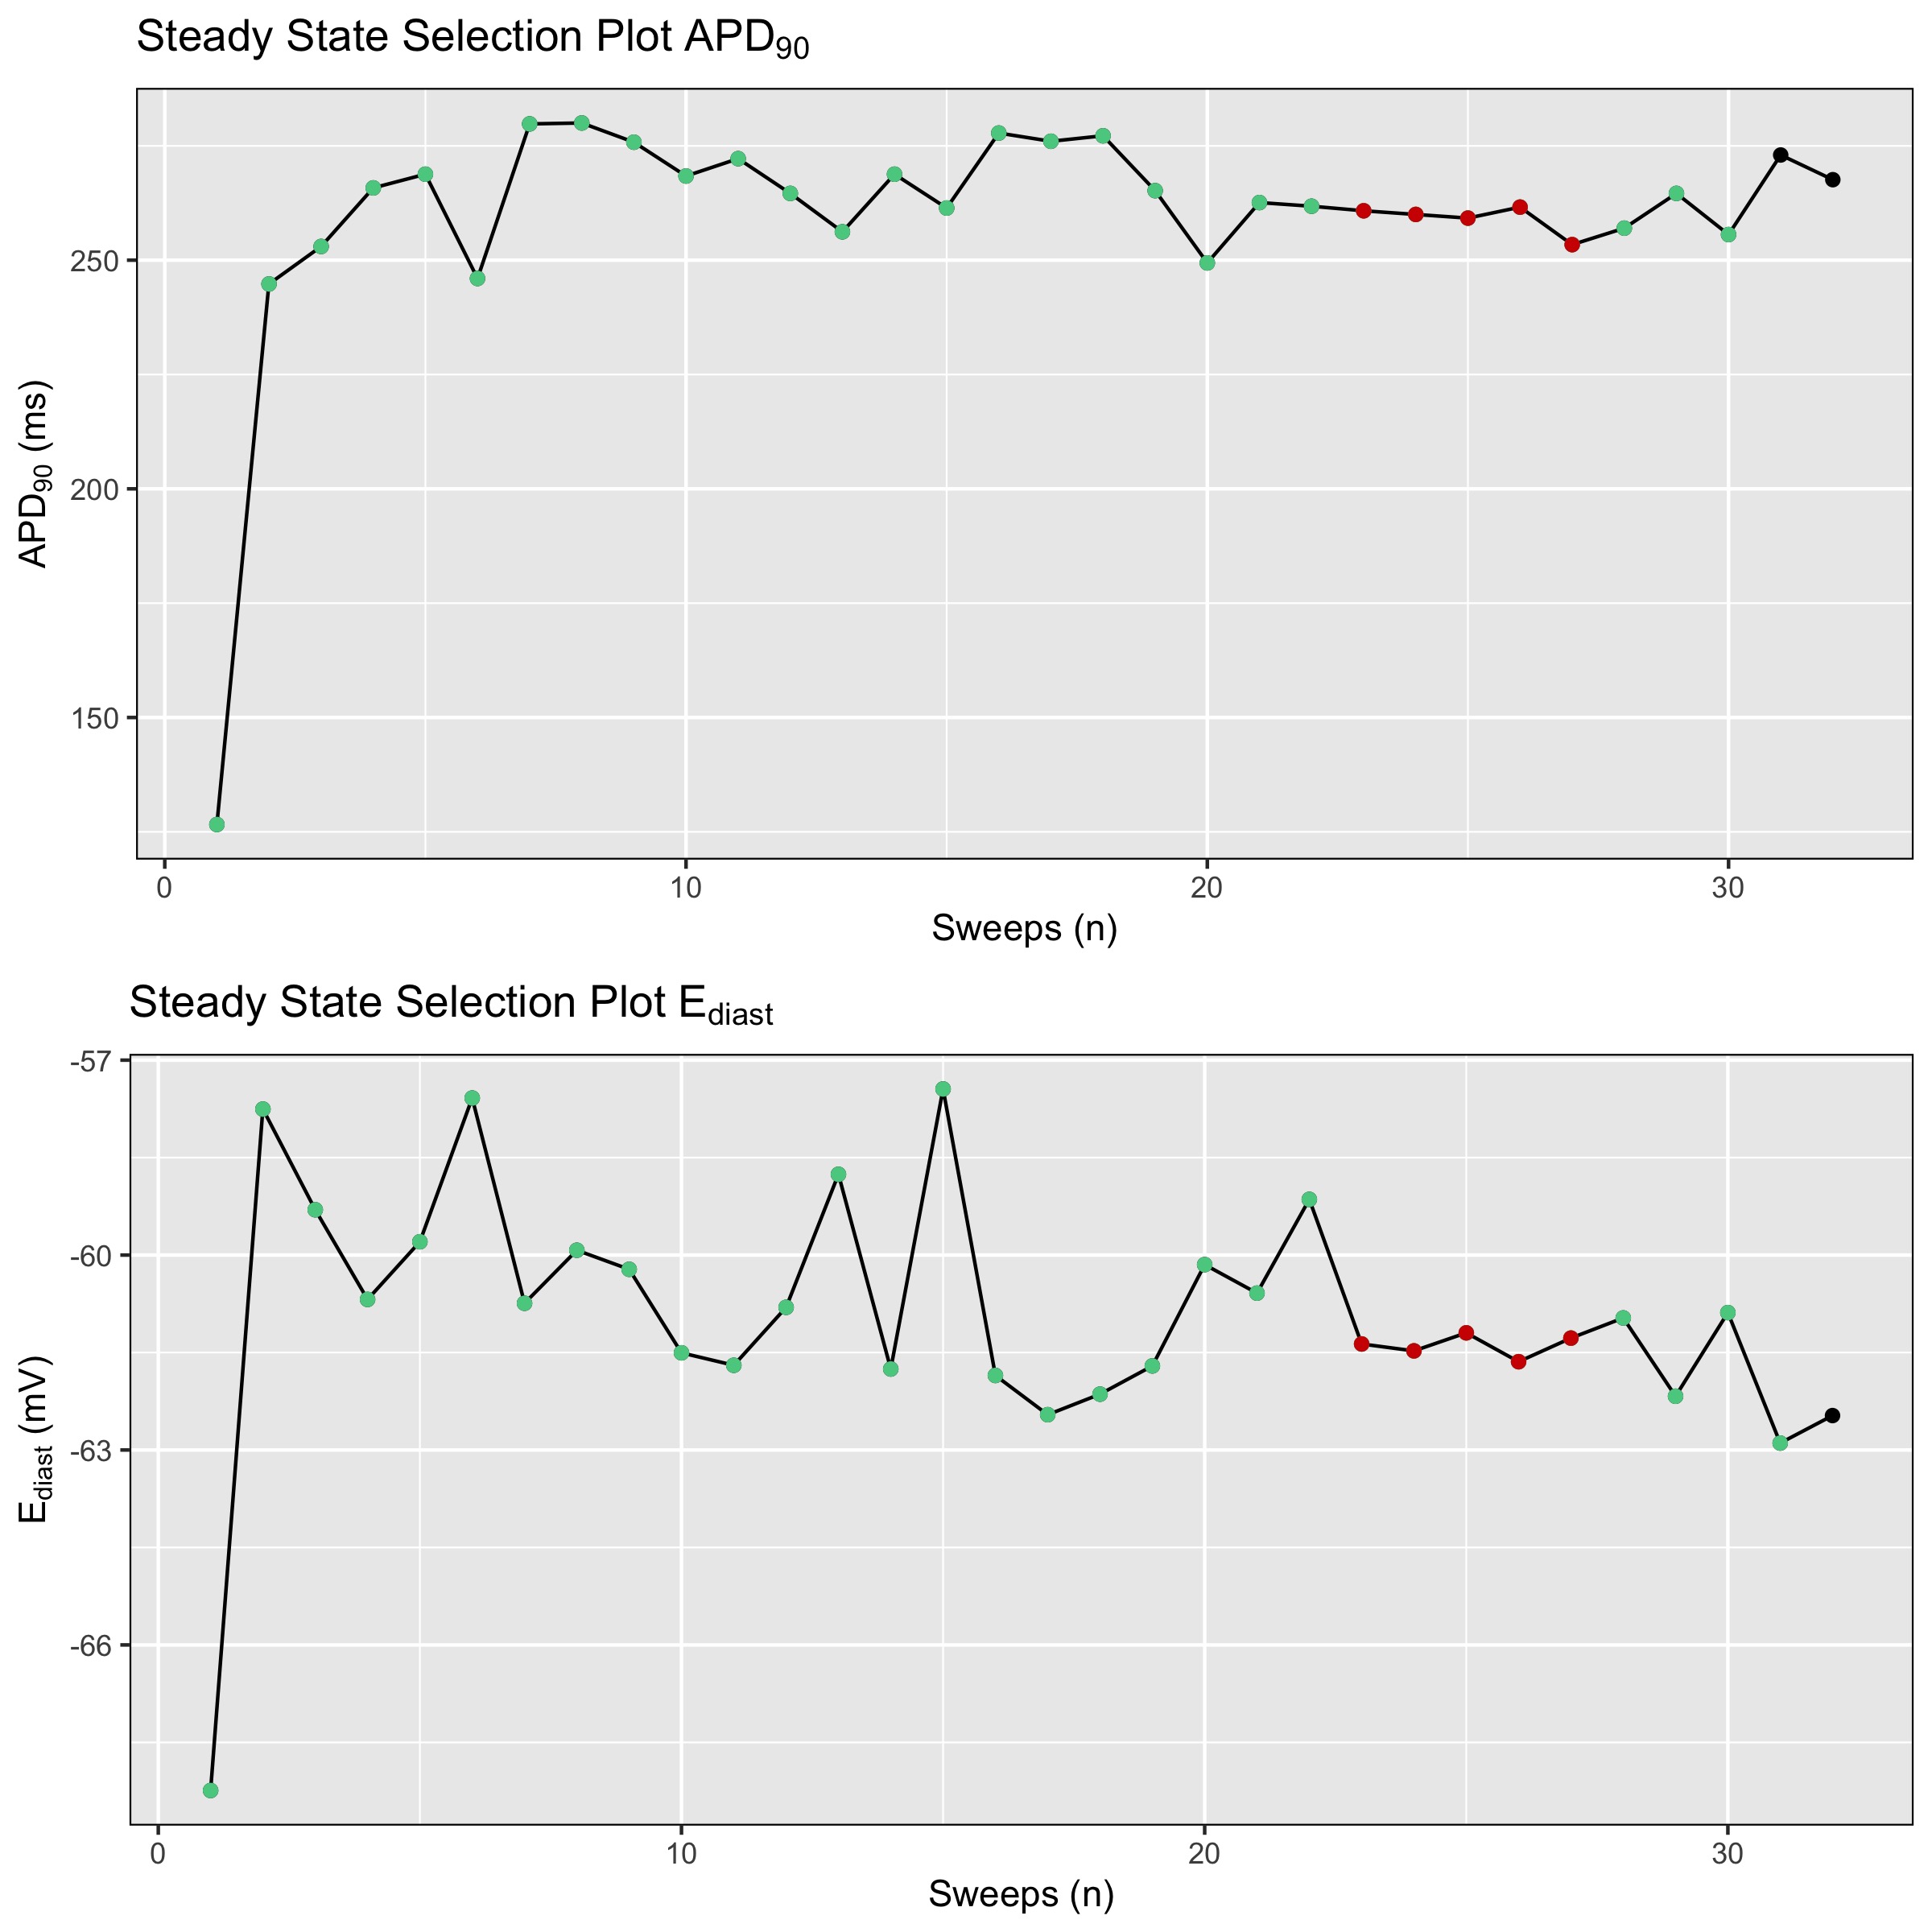 Steady State Selection Plot APD90
250
200
150
APD90 (ms)
0 10 20 30
Sweeps (n)
Steady State Selection Plot Ediast
-57
-60
-63
-66
Ediast (mV)
0 10 20 30
Sweeps (n)